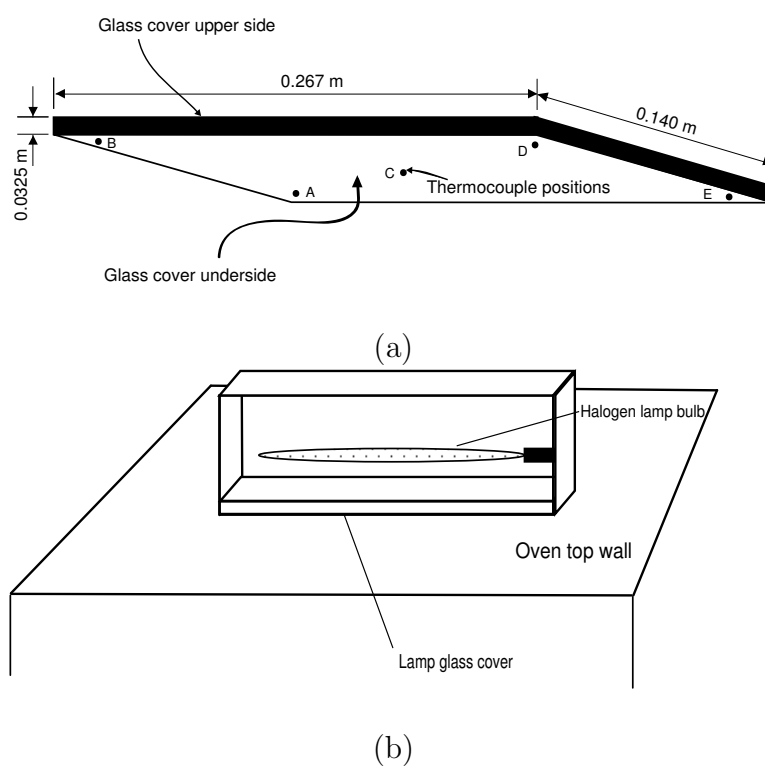 Glass cover upper side
0.267 m
0.140 m
0.0325 m
B
D
C
A
E
Thermocouple positions
Glass cover underside
(a)
Halogen lamp bulb
Oven top wall
Lamp glass cover
(b)